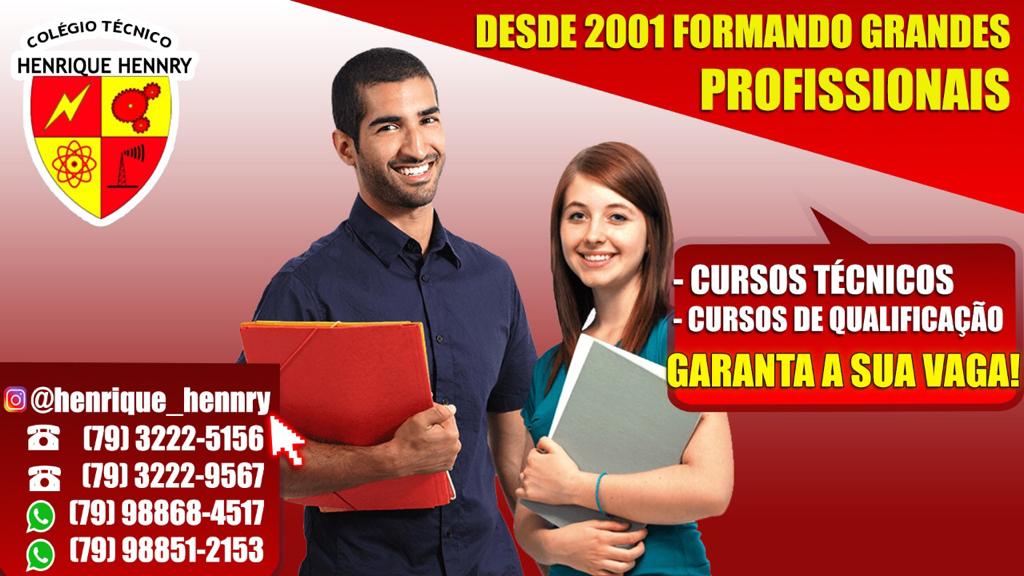 COLÉGIO TÉCNICO
HENRIQUE HENNRY
DESDE 2001 FORMANDO GRANDES
PROFISSIONAIS
- CURSOS TÉCNICOS
- CURSOS DE QUALIFICAÇÃO
GARANTA A SUA VAGA!
@henrique_hennry
(79) 3222-5156
(79) 3222-9567
(79) 98868-4517
(79) 98851-2153